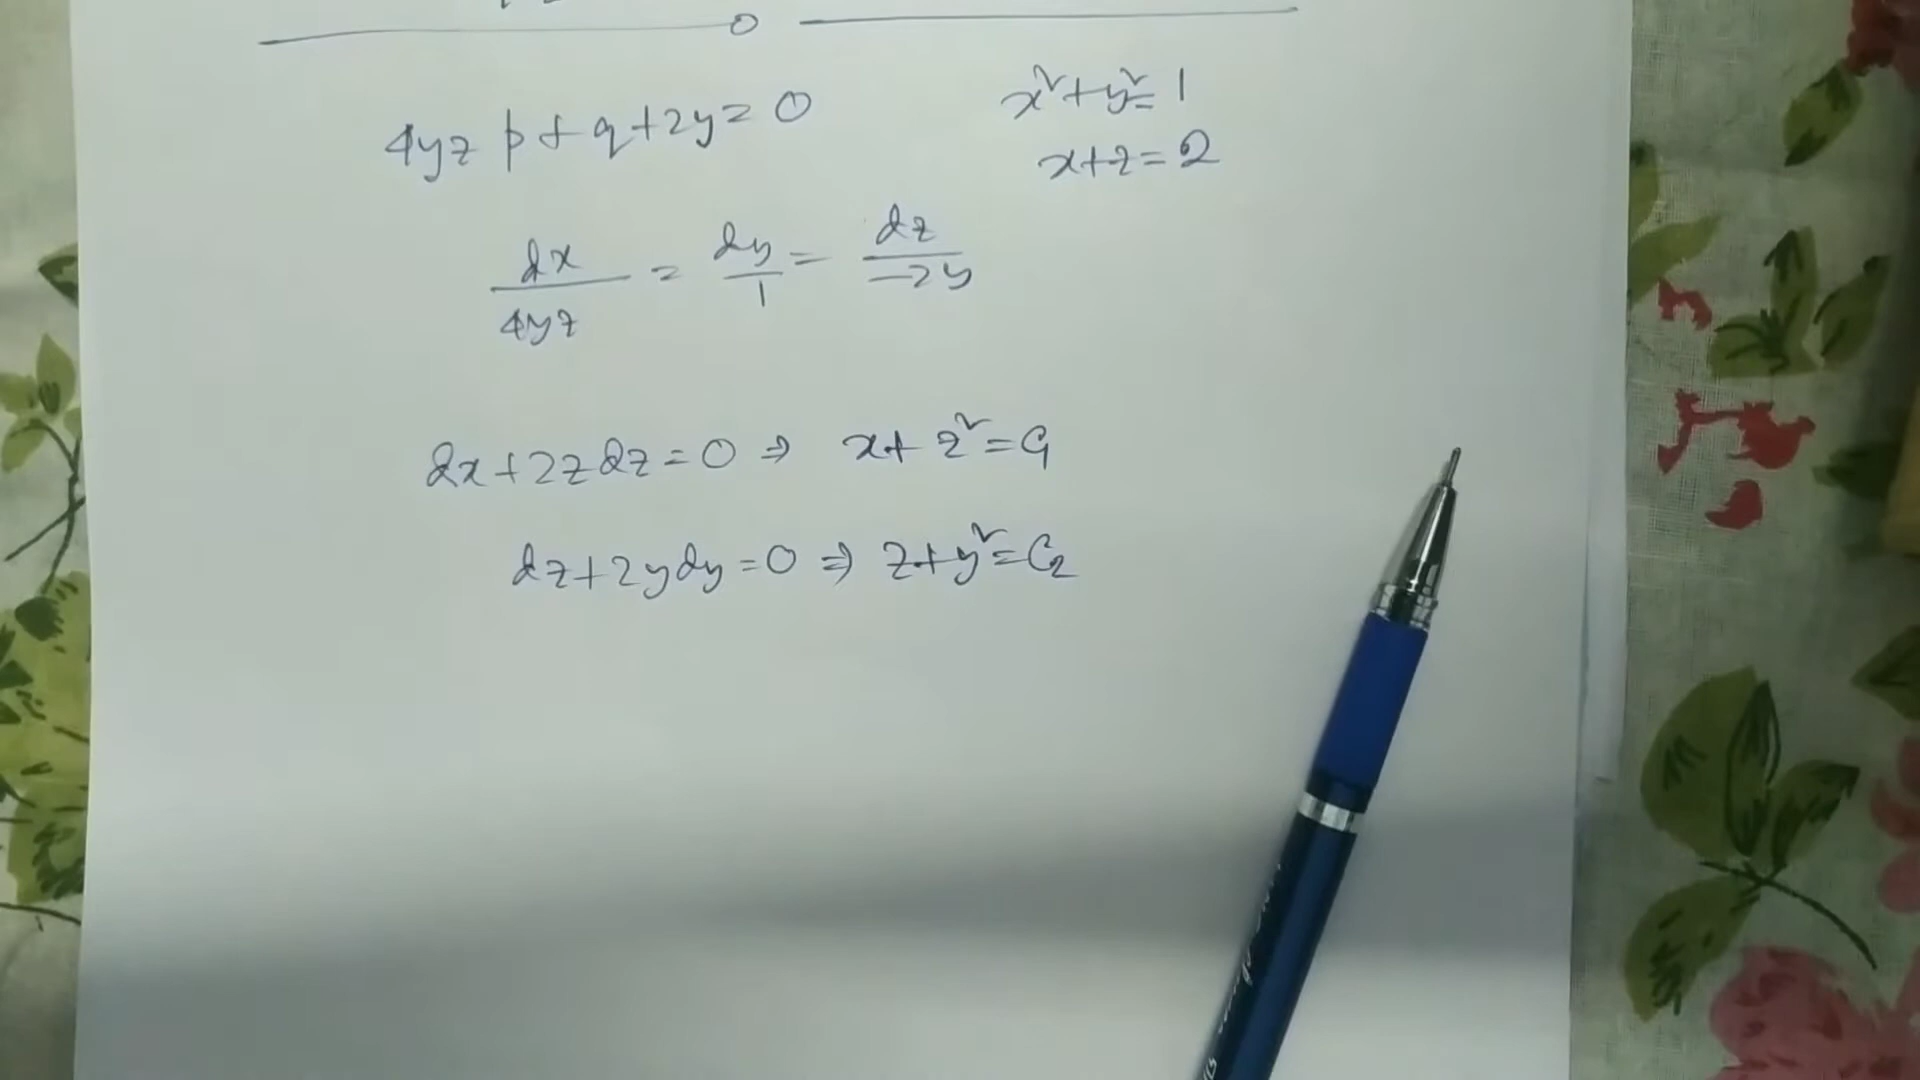 4yz p + q + 2y = 0
x² + y² = 1
x + z = 2
dx/4yz = dy/1 = dz/-2y
dx + 2z dz = 0 ⇒ x + z² = C₁
dz + 2y dy = 0 ⇒ z + y² = C₂